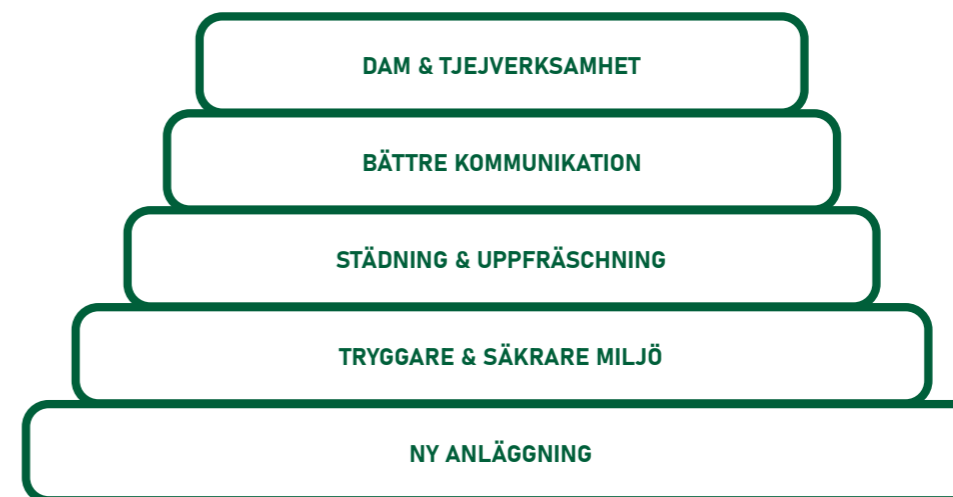 DAM & TJEJVERKSAMHET
BÄTTRE KOMMUNIKATION
STÄDNING & UPPFRÄSCHNING
TRYGGARE & SÄKRARE MILJÖ
NY ANLÄGGNING